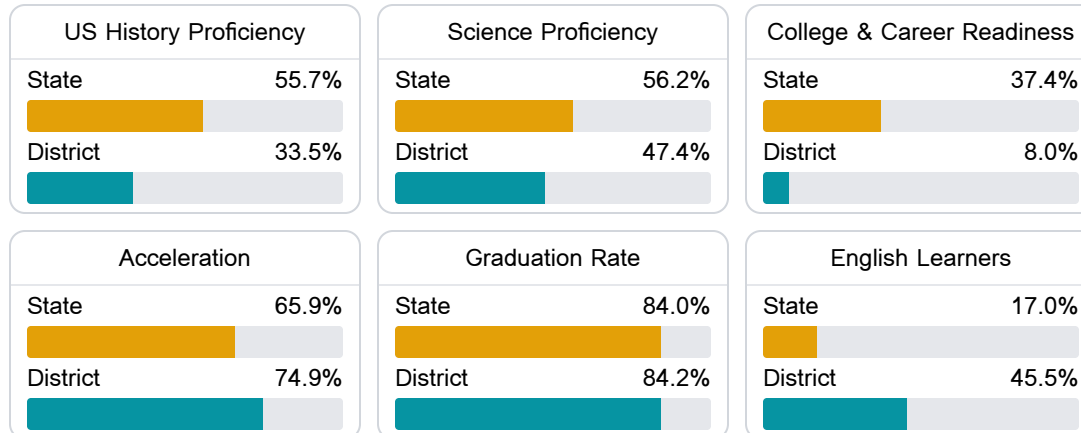 US History Proficiency
State 55.7%
District 33.5%
Science Proficiency
State 56.2%
District 47.4%
College & Career Readiness
State 37.4%
District 8.0%
Acceleration
State 65.9%
District 74.9%
Graduation Rate
State 84.0%
District 84.2%
English Learners
State 17.0%
District 45.5%